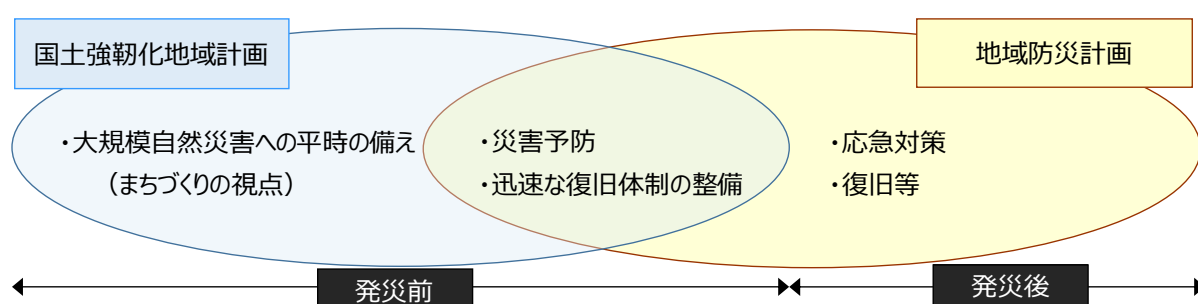 国土強靭化地域計画
地域防災計画
・大規模自然災害への平時の備え
（まちづくりの視点）
・災害予防
・迅速な復旧体制の整備
・応急対策
・復旧等
発災前
発災後